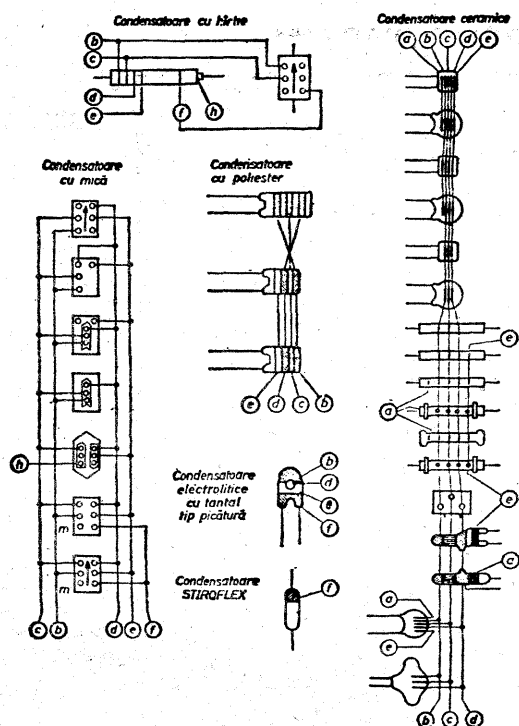 Condensatoare cu hîrtie
b
c
d
e
f
h
Condensatoare ceramice
a b c d e
Condensatoare
cu mică
h
m
m
c b d e f
Condensatoare
cu poliester
e d c b
Condensatoare
electrolitice
cu tantal
tip picătură
b
d
e
f
Condensatoare
STIROFLEX
f
e
a
e
d
a
e
b c d